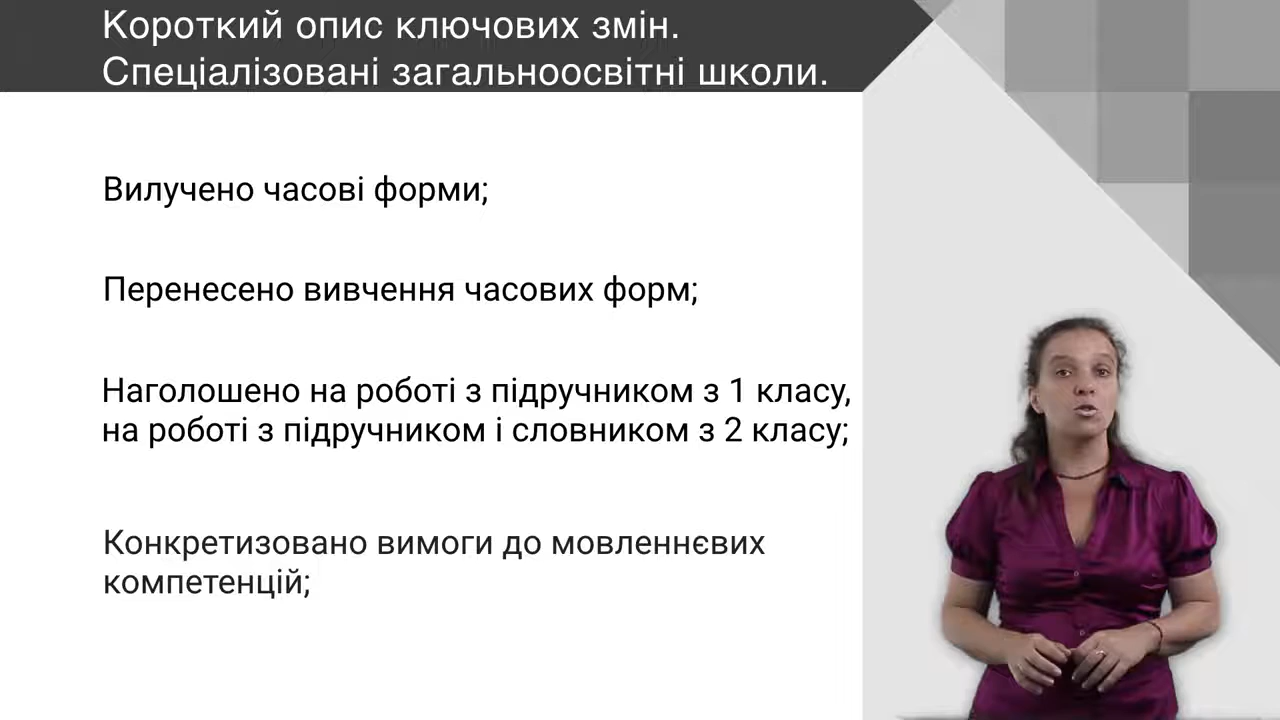 Короткий опис ключових змін.
Спеціалізовані загальноосвітні школи.
Вилучено часові форми;
Перенесено вивчення часових форм;
Наголошено на роботі з підручником з 1 класу,
на роботі з підручником і словником з 2 класу;
Конкретизовано вимоги до мовленнєвих
компетенцій;